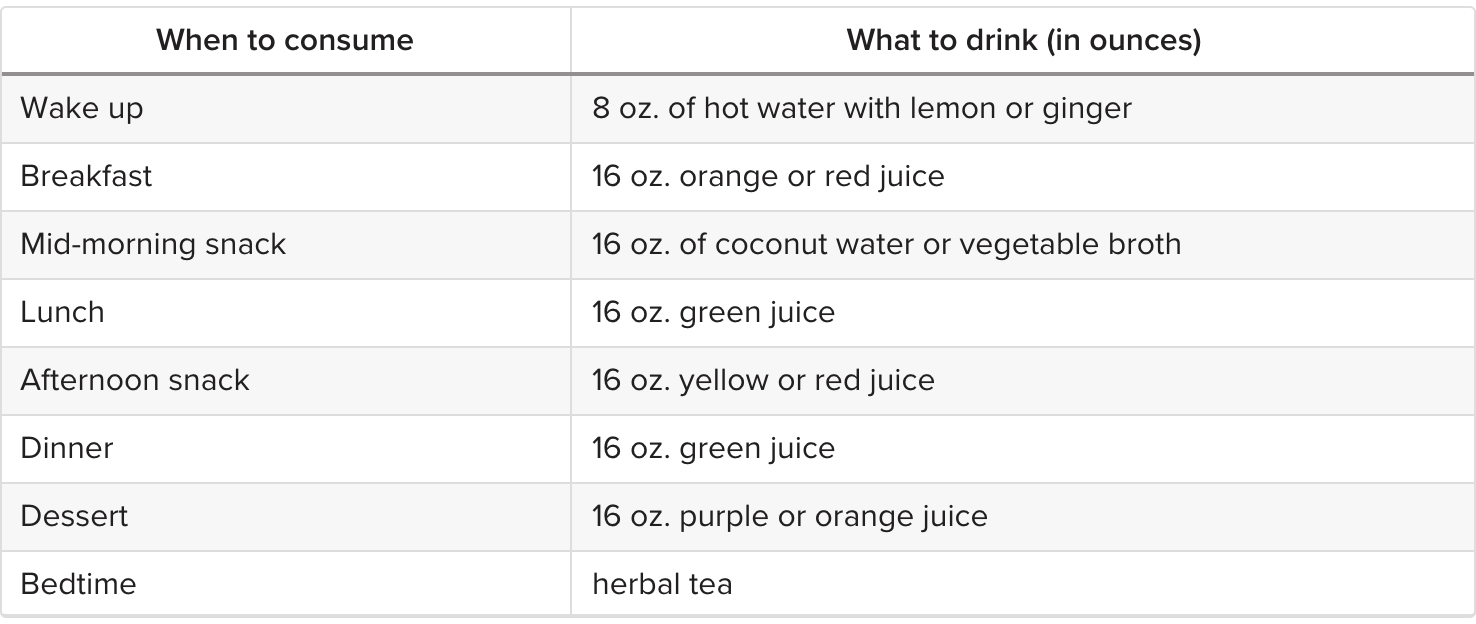 When to consume What to drink (in ounces)
Wake up 8 oz. of hot water with lemon or ginger
Breakfast 16 oz. orange or red juice
Mid-morning snack 16 oz. of coconut water or vegetable broth
Lunch 16 oz. green juice
Afternoon snack 16 oz. yellow or red juice
Dinner 16 oz. green juice
Dessert 16 oz. purple or orange juice
Bedtime herbal tea